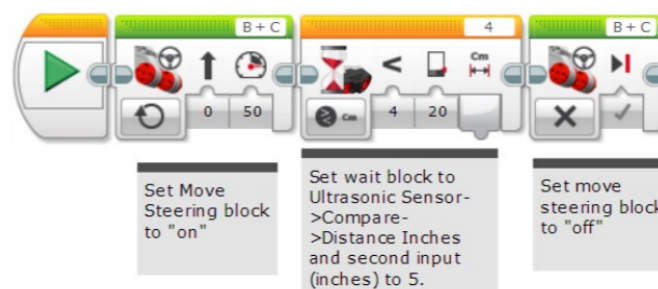 B + C
4
B + C
<
Cm
0
50
Cm
4
20
Set Move
Steering block
to "on"
Set wait block to
Ultrasonic Sensor-
>Compare-
>Distance Inches
and second input
(inches) to 5.
Set move
steering block
to "off"